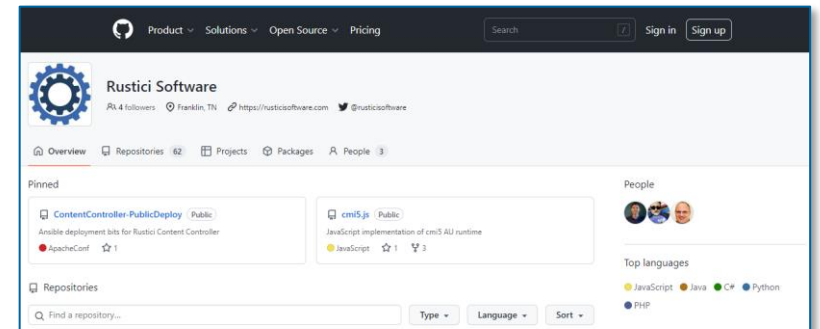 Product Solutions Open Source Pricing Search / Sign in Sign up
Rustici Software
4 followers Franklin, TN https://rusticisoftware.com @rusticisoftware
Overview Repositories 62 Projects Packages People 3
Pinned
ContentController-PublicDeploy Public
Ansible deployment bits for Rustici Content Controller
ApacheConf 1
cmi5.js Public
JavaScript implementation of cmi5 AU runtime
JavaScript 1 3
People
Top languages
JavaScript Java C# Python
PHP
Repositories
Find a repository... Type Language Sort